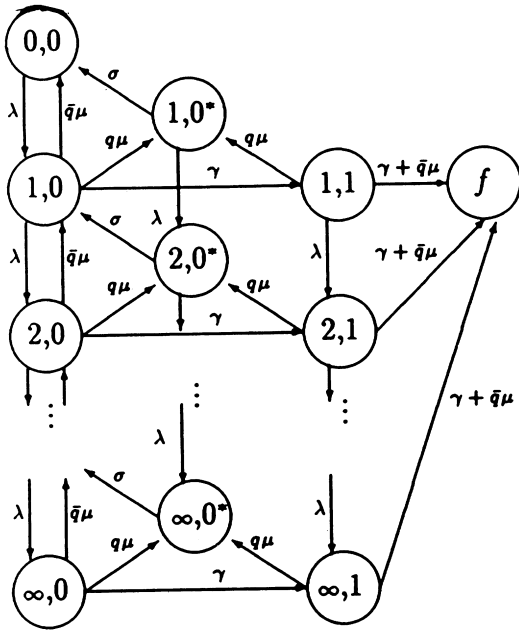 0,0
σ
λ q̄μ 1,0*
qμ qμ
1,0 γ 1,1 γ + q̄μ f
λ
σ
λ q̄μ 2,0* λ γ + q̄μ
qμ qμ
2,0 γ 2,1
⋮ ⋮ ⋮
γ + q̄μ
λ
σ
λ q̄μ ∞,0* λ
qμ qμ
∞,0 γ ∞,1